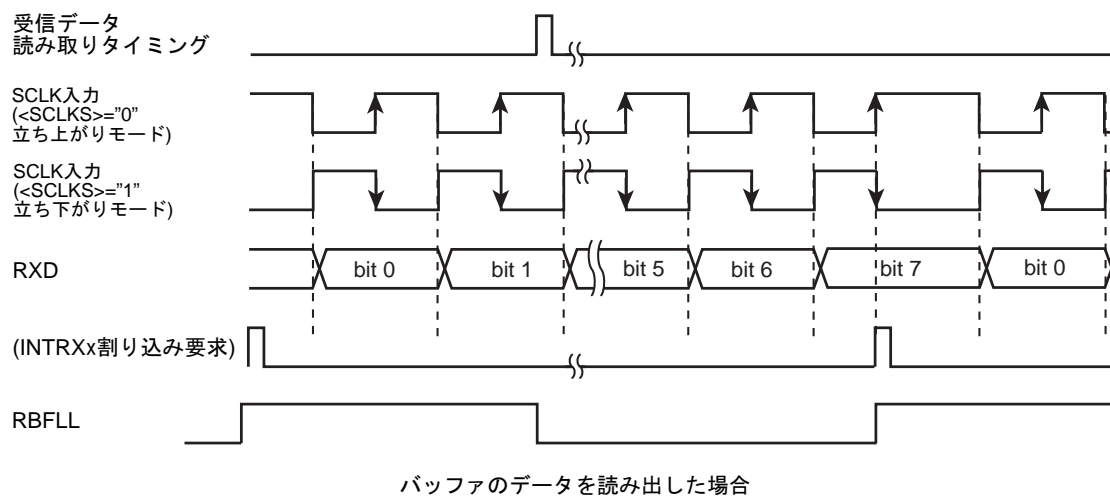 受信データ
読み取りタイミング
SCLK入力
(<SCLKS>="0"
立ち上がりモード)
SCLK入力
(<SCLKS>="1"
立ち下がりモード)
RXD
bit 0
bit 1
bit 5
bit 6
bit 7
bit 0
(INTRXx割り込み要求)
RBFLL
バッファのデータを読み出した場合